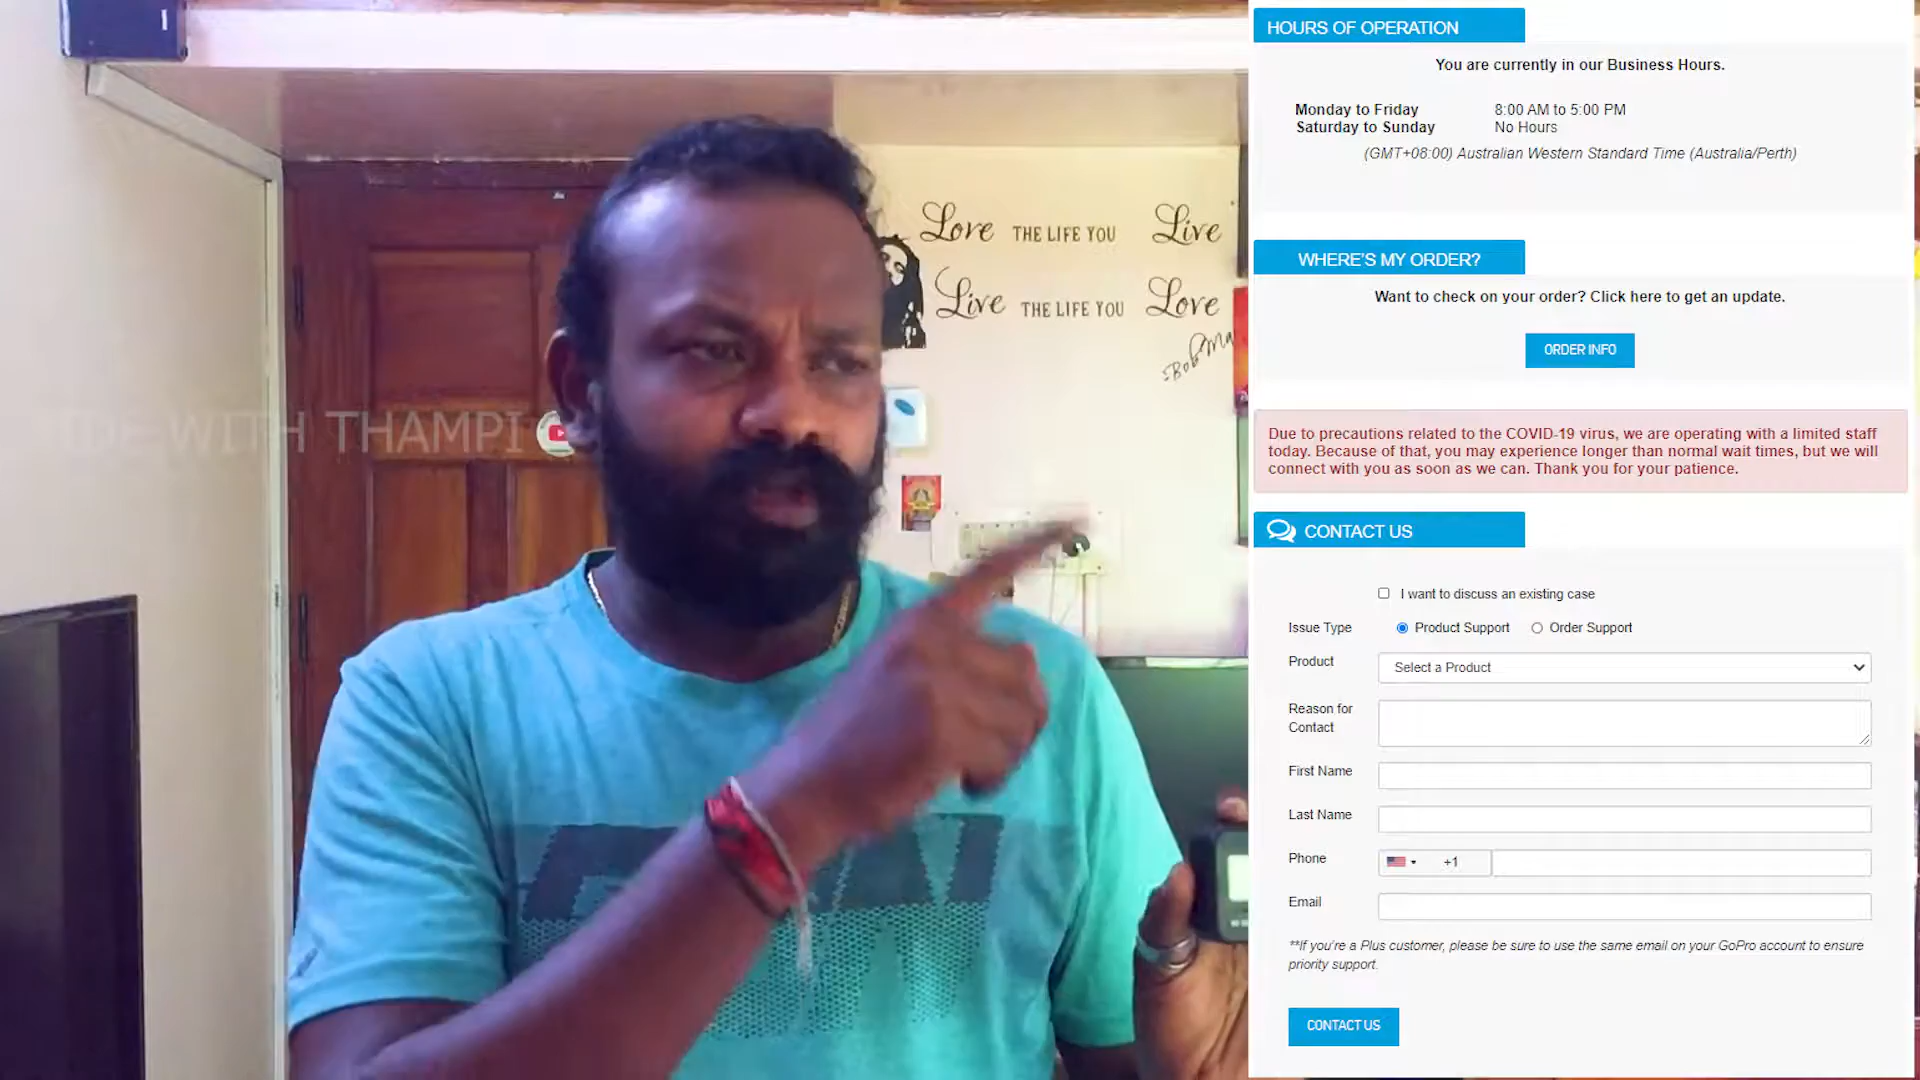 HOURS OF OPERATION
You are currently in our Business Hours.
Monday to Friday 8:00 AM to 5:00 PM
Saturday to Sunday No Hours
(GMT+08:00) Australian Western Standard Time (Australia/Perth)
WHERE'S MY ORDER?
Want to check on your order? Click here to get an update.
ORDER INFO
Due to precautions related to the COVID-19 virus, we are operating with a limited staff
today. Because of that, you may experience longer than normal wait times, but we will
connect with you as soon as we can. Thank you for your patience.
CONTACT US
I want to discuss an existing case
Issue Type Product Support Order Support
Product Select a Product
Reason for
Contact
First Name
Last Name
Phone +1
Email
**If you're a Plus customer, please be sure to use the same email on your GoPro account to ensure
priority support.
CONTACT US
Love THE LIFE YOU Live
Live THE LIFE YOU Love
WITH THAMPI